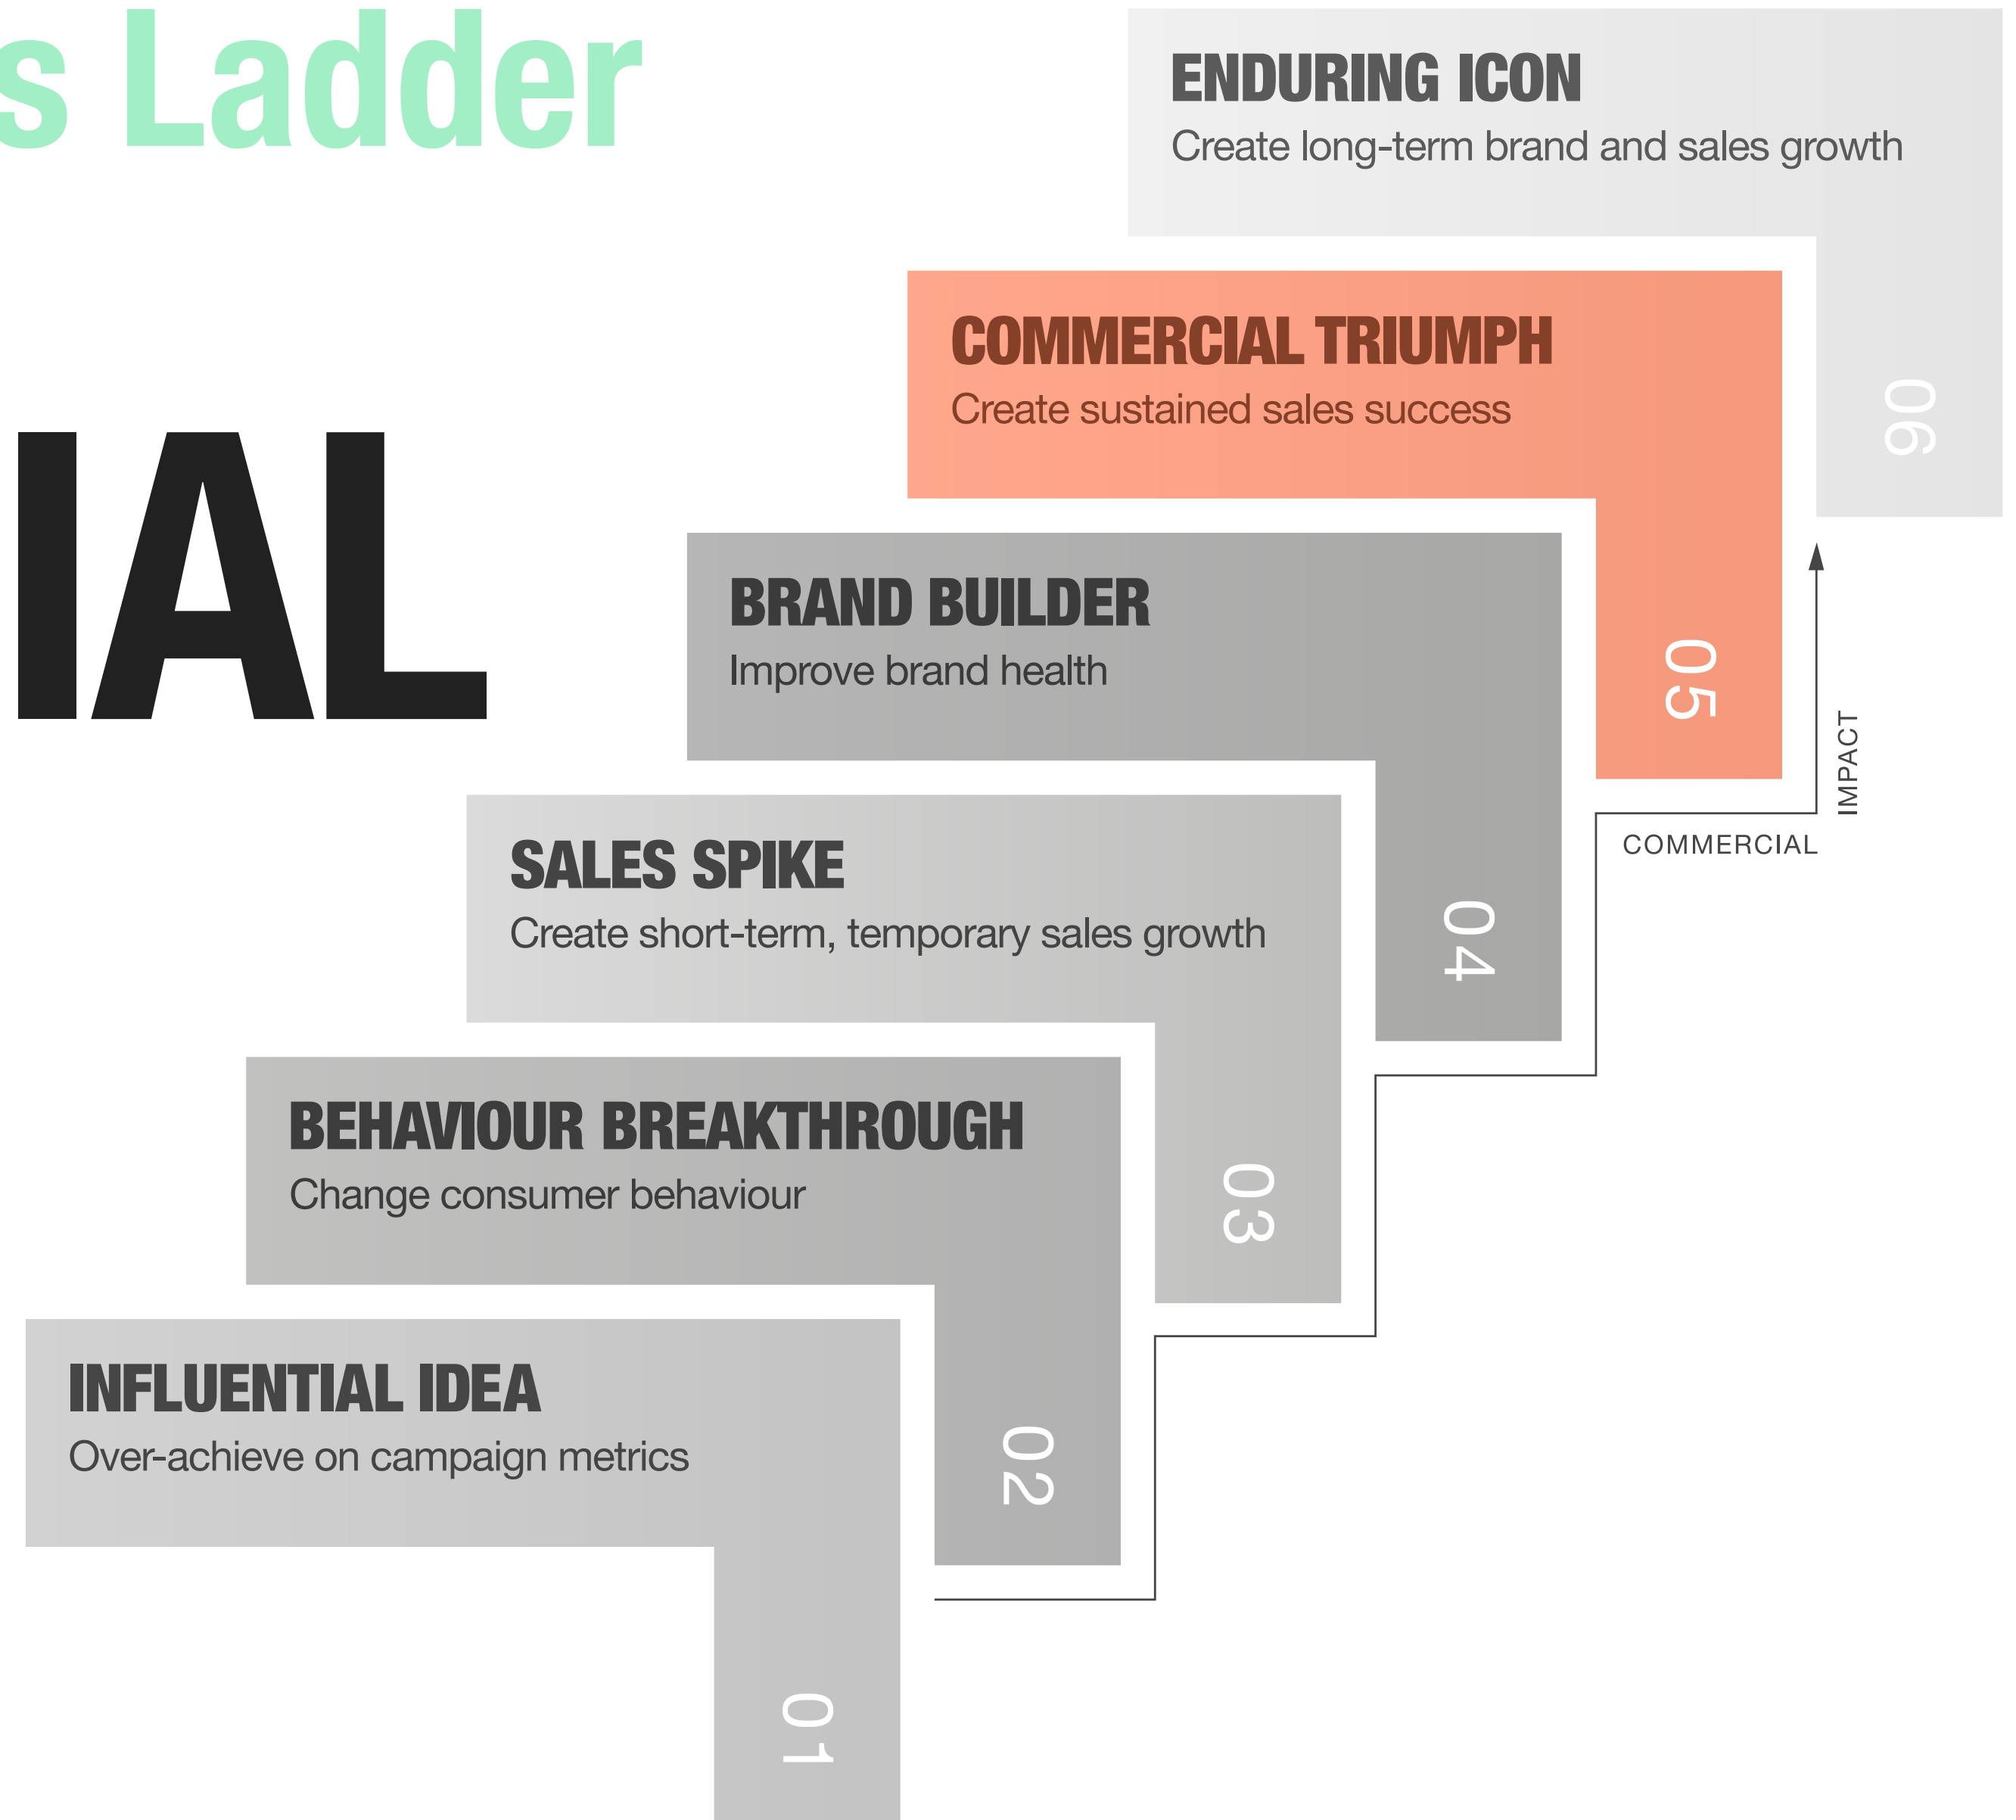 s Ladder
IAL
ENDURING ICON
Create long-term brand and sales growth
06
COMMERCIAL TRIUMPH
Create sustained sales success
05
BRAND BUILDER
Improve brand health
04
SALES SPIKE
Create short-term, temporary sales growth
03
BEHAVIOUR BREAKTHROUGH
Change consumer behaviour
02
INFLUENTIAL IDEA
Over-achieve on campaign metrics
01
COMMERCIAL
IMPACT